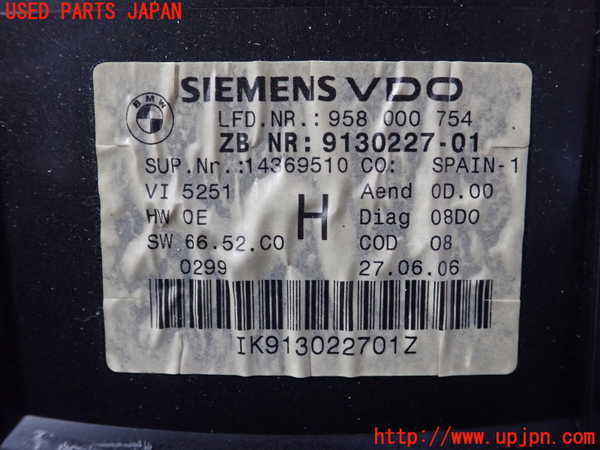 USED PARTS JAPAN
BMW
SIEMENS VDO
LFD.NR.: 958 000 754
ZB NR: 9130227-01
SUP.Nr.:14369510 CO: SPAIN-1
VI 5251 Aend 0D.00
HW 0E H Diag 08D0
SW 66.52.C0 COD 08
0299 27.06.06
IK913022701Z
UPJ http://www.upjpn.com/